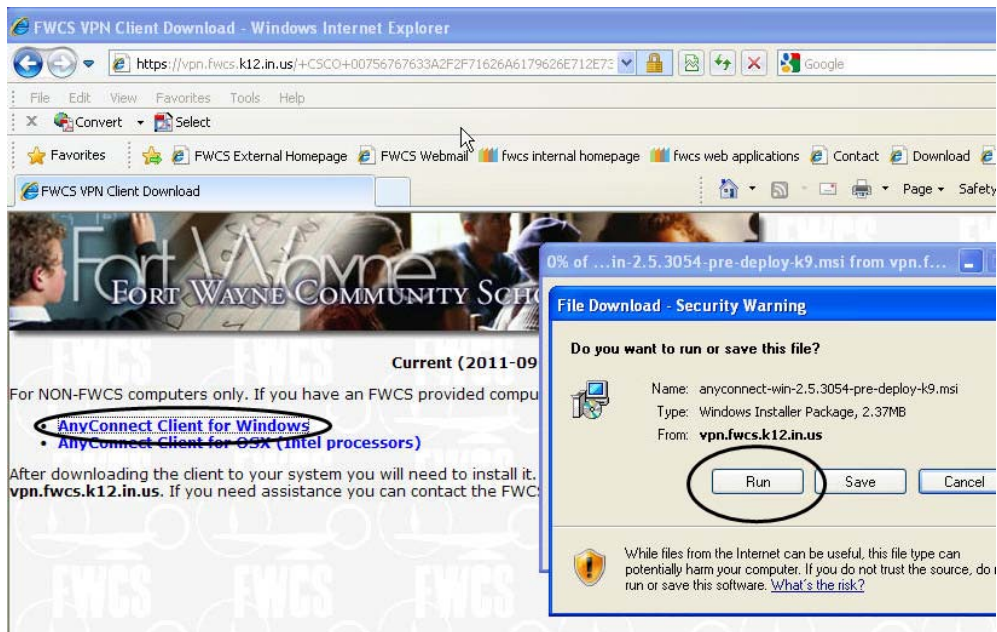 FWCS VPN Client Download - Windows Internet Explorer
https://vpn.fwcs.k12.in.us/+CSCO+00756767633A2F2F71626A6179626E712E73
Google
File Edit View Favorites Tools Help
Convert Select
Favorites FWCS External Homepage FWCS Webmail fwcs internal homepage fwcs web applications Contact Download
FWCS VPN Client Download
Page Safety
Fort Wayne
FORT WAYNE COMMUNITY SCHO
Current (2011-09
For NON-FWCS computers only. If you have an FWCS provided compu
• AnyConnect Client for Windows
• AnyConnect Client for OSX (Intel processors)
After downloading the client to your system you will need to install it.
vpn.fwcs.k12.in.us. If you need assistance you can contact the FWC
0% of ...in-2.5.3054-pre-deploy-k9.msi from vpn.f...
File Download - Security Warning
Do you want to run or save this file?
Name: anyconnect-win-2.5.3054-pre-deploy-k9.msi
Type: Windows Installer Package, 2.37MB
From: vpn.fwcs.k12.in.us
Run Save Cancel
While files from the Internet can be useful, this file type can
potentially harm your computer. If you do not trust the source, do
run or save this software. What's the risk?
FWCS FWCS